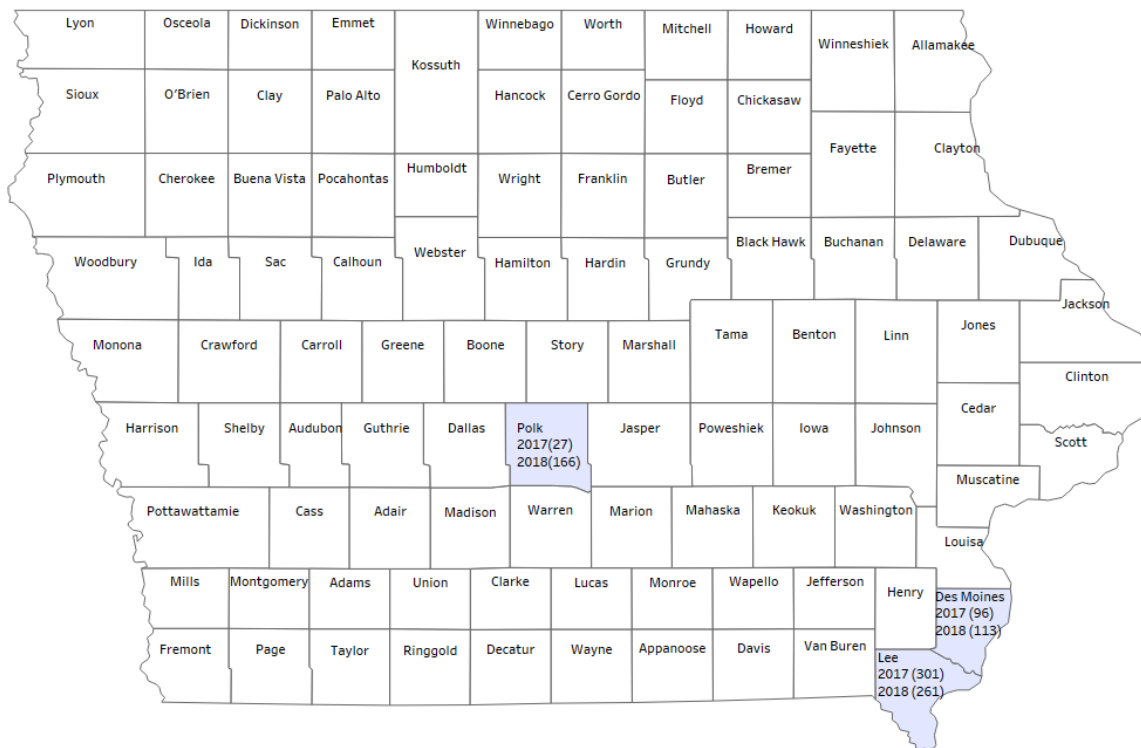 Lyon
Osceola
Dickinson
Emmet
Kossuth
Winnebago
Worth
Mitchell
Howard
Winneshiek
Allamakee
Sioux
O'Brien
Clay
Palo Alto
Hancock
Cerro Gordo
Floyd
Chickasaw
Fayette
Clayton
Plymouth
Cherokee
Buena Vista
Pocahontas
Humboldt
Wright
Franklin
Butler
Bremer
Woodbury
Ida
Sac
Calhoun
Webster
Hamilton
Hardin
Grundy
Black Hawk
Buchanan
Delaware
Dubuque
Monona
Crawford
Carroll
Greene
Boone
Story
Marshall
Tama
Benton
Linn
Jones
Jackson
Clinton
Harrison
Shelby
Audubon
Guthrie
Dallas
Polk
2017(27)
2018(166)
Jasper
Poweshiek
Iowa
Johnson
Cedar
Scott
Muscatine
Pottawattamie
Cass
Adair
Madison
Warren
Marion
Mahaska
Keokuk
Washington
Louisa
Mills
Montgomery
Adams
Union
Clarke
Lucas
Monroe
Wapello
Jefferson
Henry
Des Moines
2017 (96)
2018 (113)
Fremont
Page
Taylor
Ringgold
Decatur
Wayne
Appanoose
Davis
Van Buren
Lee
2017 (301)
2018 (261)